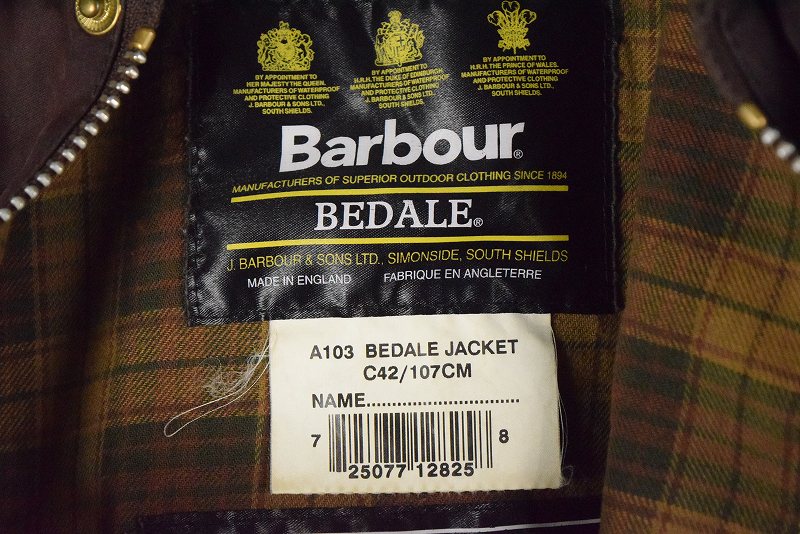 BY APPOINTMENT TO
HER MAJESTY THE QUEEN.
MANUFACTURERS OF WATERPROOF
AND PROTECTIVE CLOTHING
J. BARBOUR & SONS LTD.,
SOUTH SHIELDS.
BY APPOINTMENT TO
H.R.H. THE DUKE OF EDINBURGH.
MANUFACTURERS OF WATERPROOF
AND PROTECTIVE CLOTHING
J. BARBOUR & SONS LTD.,
SOUTH SHIELDS.
BY APPOINTMENT TO
H.R.H. THE PRINCE OF WALES.
MANUFACTURERS OF WATERPROOF
AND PROTECTIVE CLOTHING
J. BARBOUR & SONS LTD.,
SOUTH SHIELDS.
Barbour®
MANUFACTURERS OF SUPERIOR OUTDOOR CLOTHING SINCE 1894
BEDALE®
J. BARBOUR & SONS LTD., SIMONSIDE, SOUTH SHIELDS
MADE IN ENGLAND FABRIQUE EN ANGLETERRE
A103 BEDALE JACKET
C42/107CM
NAME..............................
7 25077 12825 8